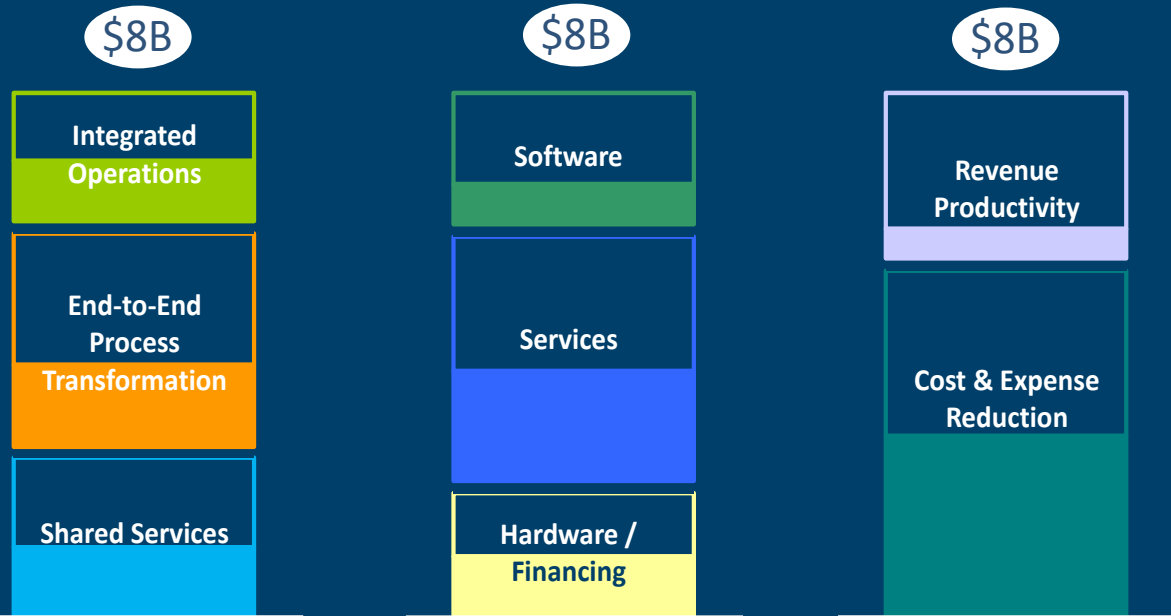 $8B
Integrated
Operations
End-to-End
Process
Transformation
Shared Services
$8B
Software
Services
Hardware /
Financing
$8B
Revenue
Productivity
Cost & Expense
Reduction